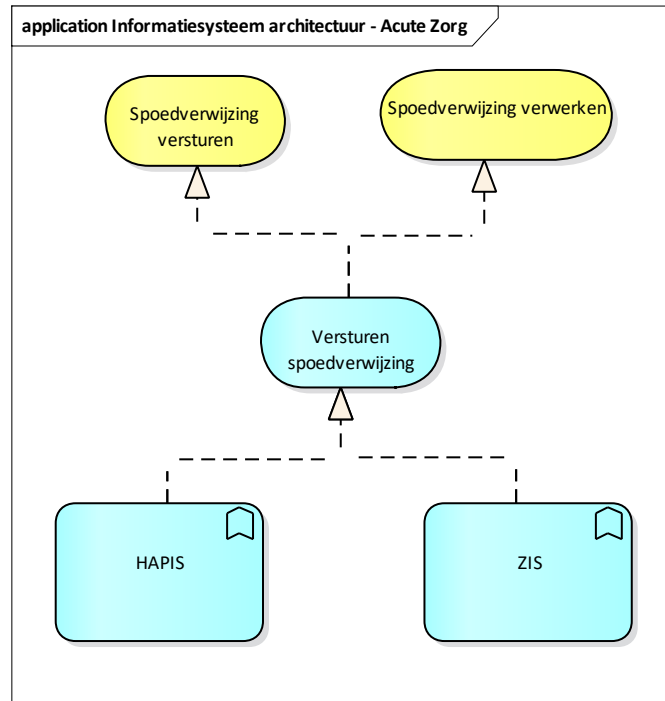 application Informatiesysteem architectuur - Acute Zorg
Spoedverwijzing
versturen
Spoedverwijzing verwerken
Versturen
spoedverwijzing
HAPIS
ZIS